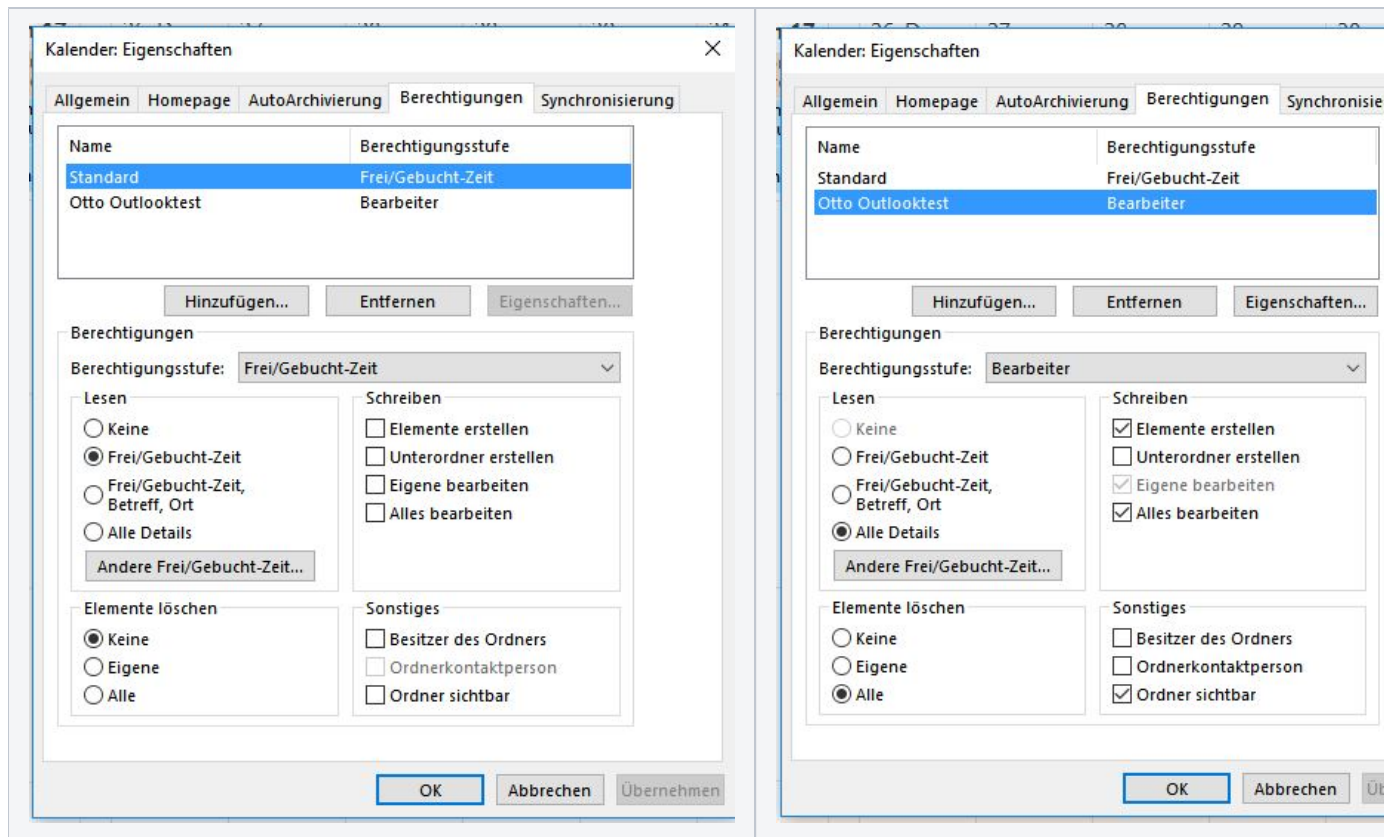 Kalender: Eigenschaften
Allgemein Homepage AutoArchivierung Berechtigungen Synchronisierung
Name Berechtigungsstufe
Standard Frei/Gebucht-Zeit
Otto Outlooktest Bearbeiter
Hinzufügen... Entfernen Eigenschaften...
Berechtigungen
Berechtigungsstufe: Frei/Gebucht-Zeit
Lesen Schreiben
Keine Elemente erstellen
Frei/Gebucht-Zeit Unterordner erstellen
Frei/Gebucht-Zeit, Eigene bearbeiten
Betreff, Ort Alles bearbeiten
Alle Details
Andere Frei/Gebucht-Zeit...
Elemente löschen Sonstiges
Keine Besitzer des Ordners
Eigene Ordnerkontaktperson
Alle Ordner sichtbar
OK Abbrechen Übernehmen
Kalender: Eigenschaften
Allgemein Homepage AutoArchivierung Berechtigungen Synchronisie
Name Berechtigungsstufe
Standard Frei/Gebucht-Zeit
Otto Outlooktest Bearbeiter
Hinzufügen... Entfernen Eigenschaften...
Berechtigungen
Berechtigungsstufe: Bearbeiter
Lesen Schreiben
Keine Elemente erstellen
Frei/Gebucht-Zeit Unterordner erstellen
Frei/Gebucht-Zeit, Eigene bearbeiten
Betreff, Ort Alles bearbeiten
Alle Details
Andere Frei/Gebucht-Zeit...
Elemente löschen Sonstiges
Keine Besitzer des Ordners
Eigene Ordnerkontaktperson
Alle Ordner sichtbar
OK Abbrechen Üb